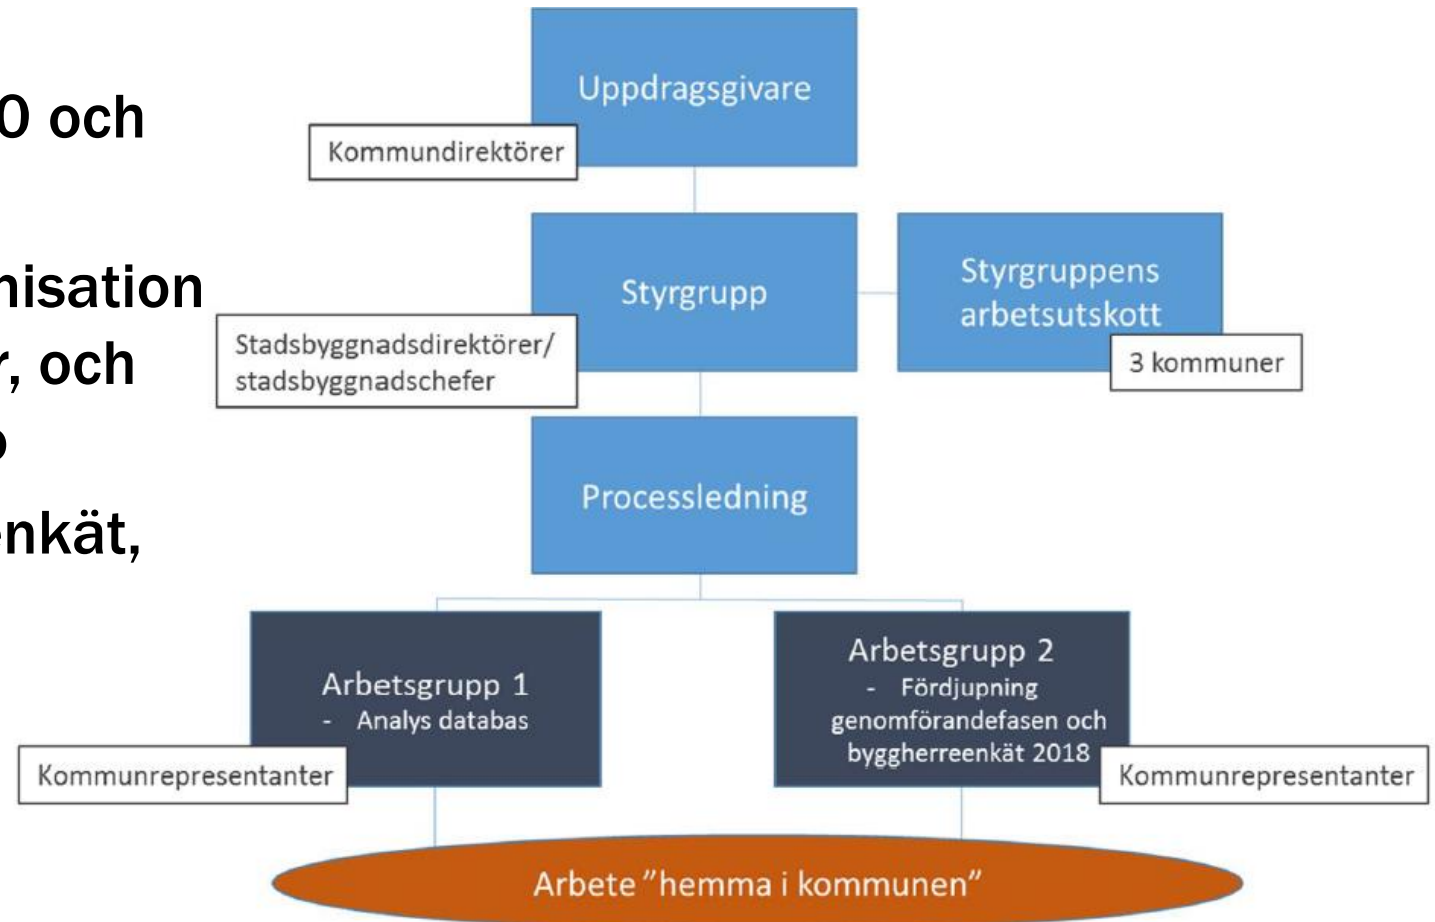 0 och
nisation
r, och
enkät,
Uppdragsgivare
Kommundirektörer
Styrgrupp
Stadsbyggnadsdirektörer/
stadsbyggnadschefer
Styrgruppens
arbetsutskott
3 kommuner
Processledning
Arbetsgrupp 1
- Analys databas
Kommunrepresentanter
Arbetsgrupp 2
- Fördjupning
genomförandefasen och
byggherreenkät 2018
Kommunrepresentanter
Arbete ”hemma i kommunen”